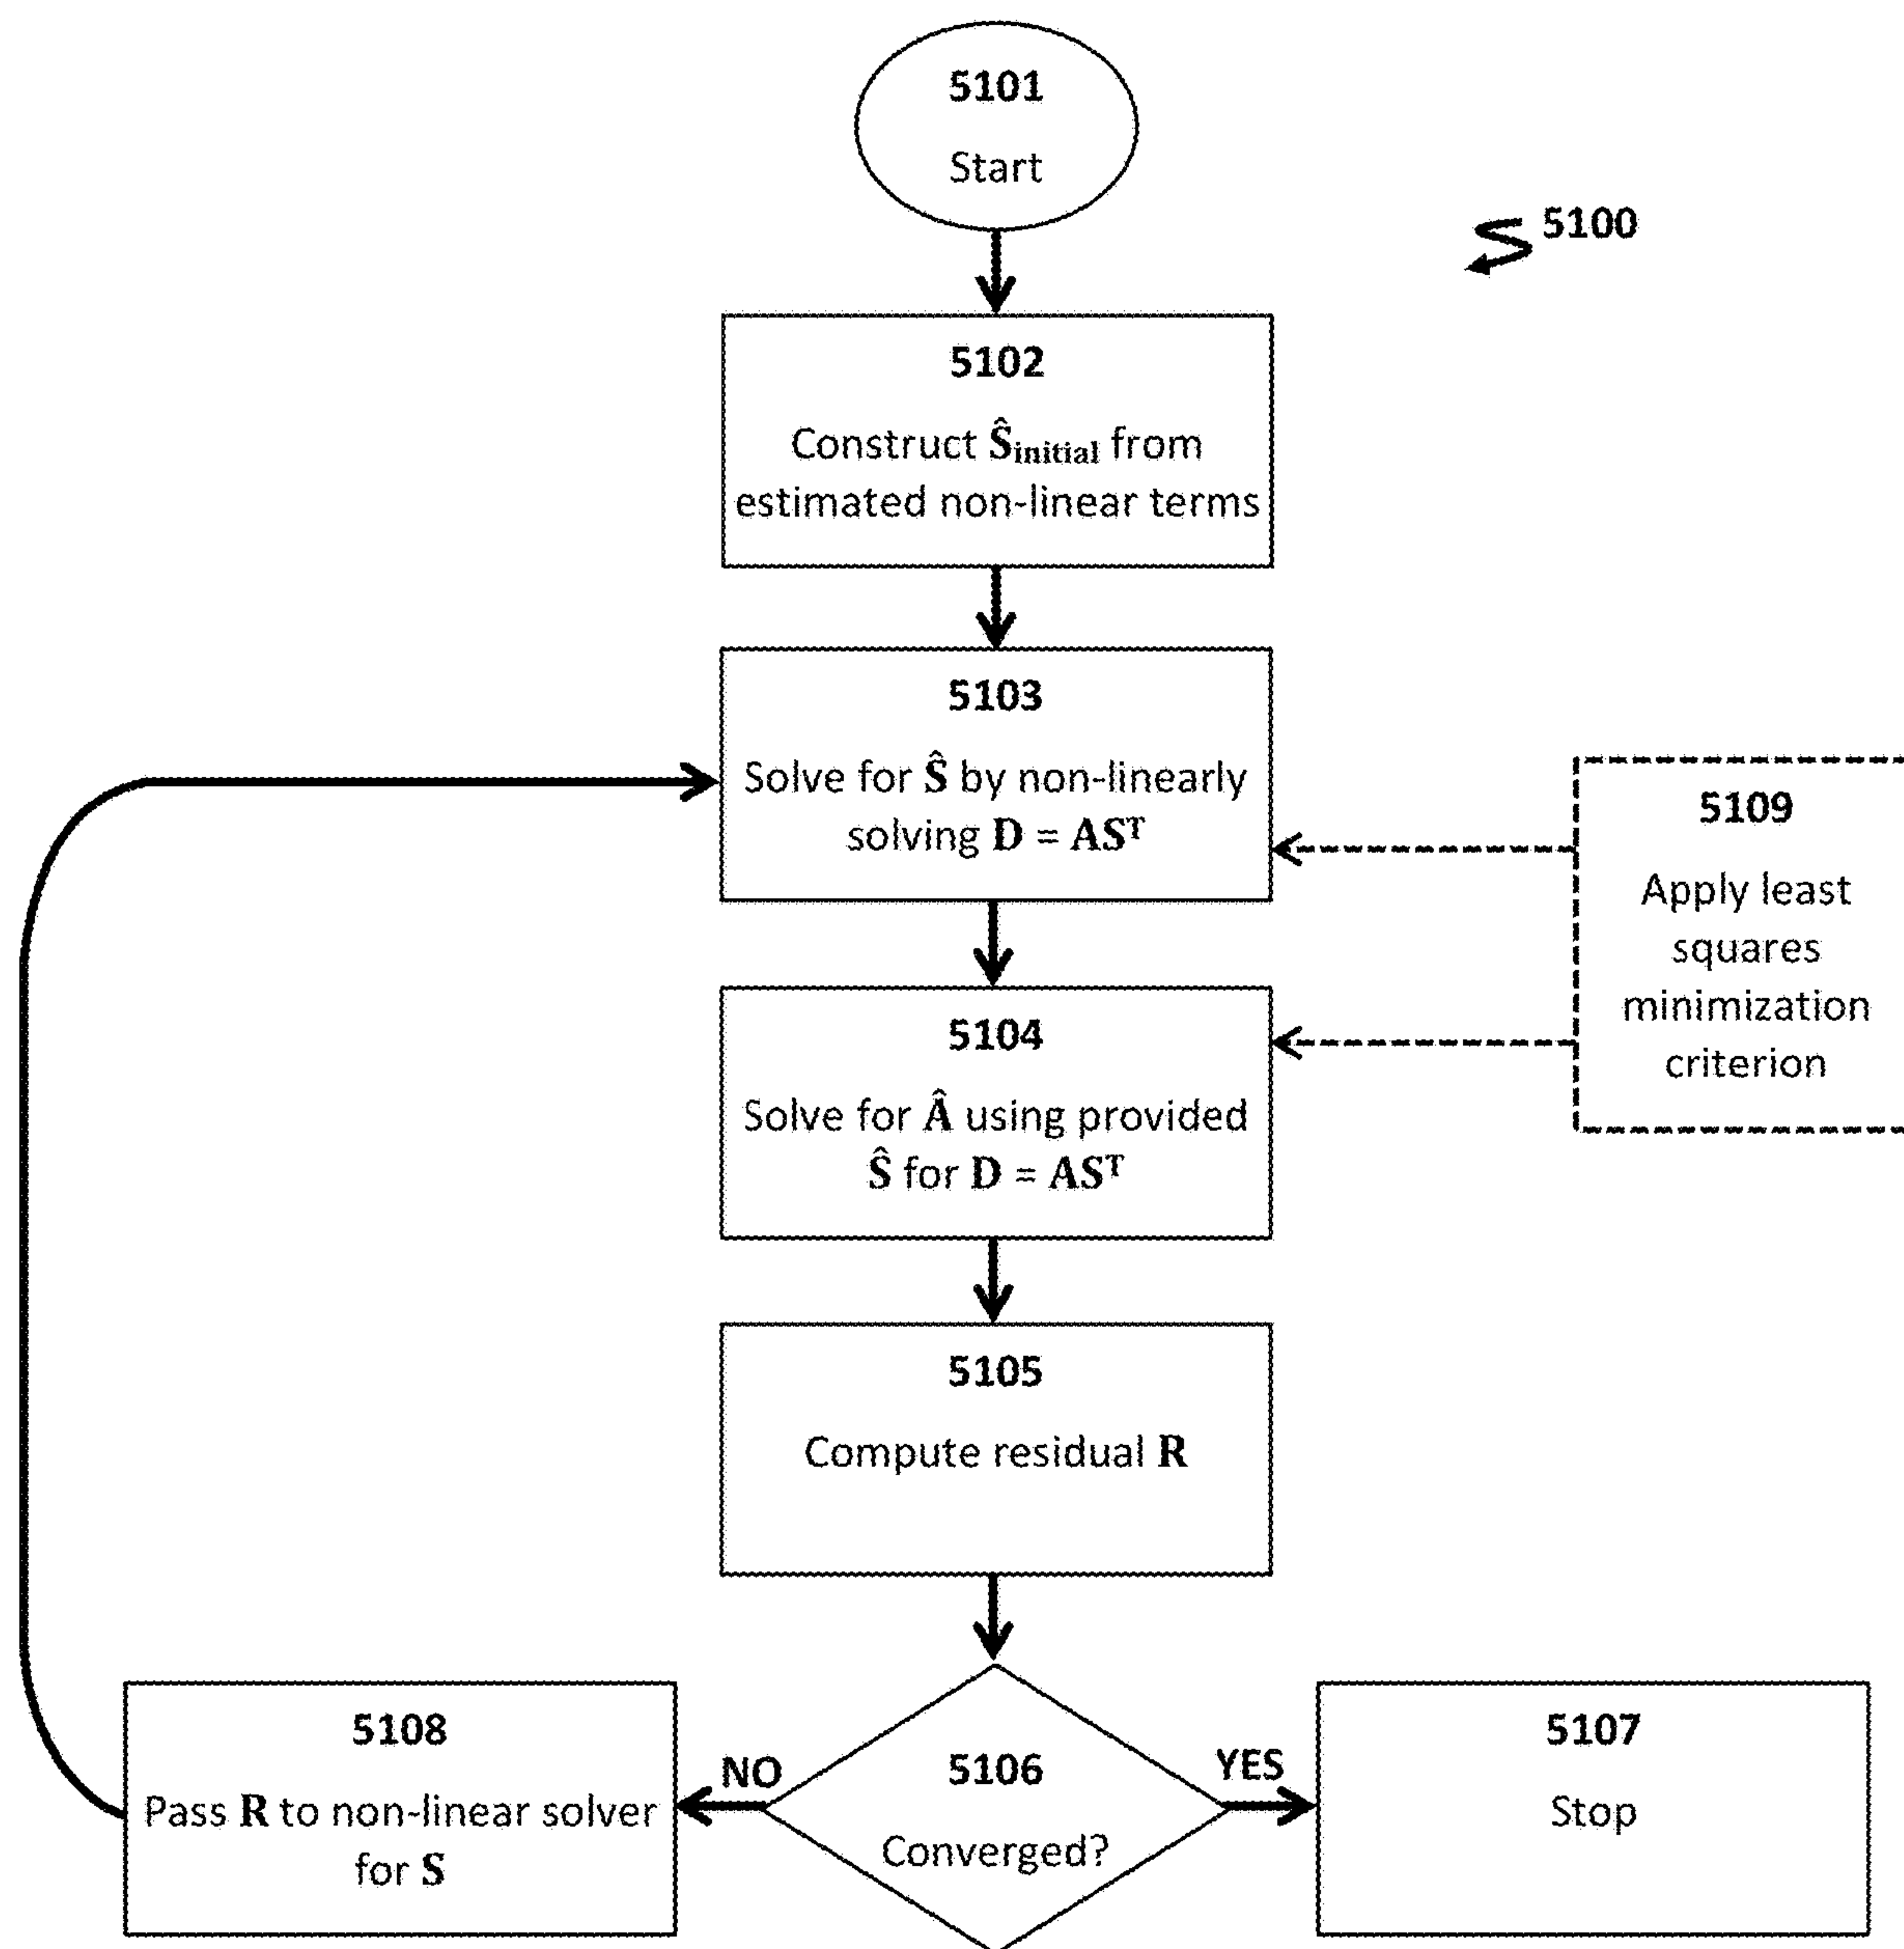 5101
Start
5100
5102
Construct Ŝinitial from
estimated non-linear terms
5103
Solve for Ŝ by non-linearly
solving D = ASᵀ
5109
Apply least
squares
minimization
criterion
5104
Solve for Â using provided
Ŝ for D = ASᵀ
5105
Compute residual R
5108
Pass R to non-linear solver
for S
NO
5106
Converged?
YES
5107
Stop